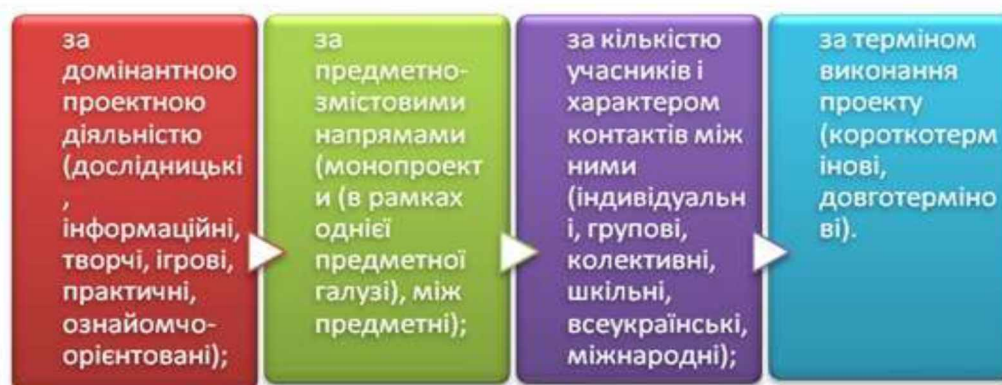 за
домінантною
проектною
діяльністю
(дослідницькі
,
інформаційні,
творчі, ігрові,
практичні,
ознайомчо-
орієнтовані);
за
предметно-
змістовими
напрямами
(монопроект
и (в рамках
однієї
предметної
галузі), між
предметні);
за кількістю
учасників і
характером
контактів між
ними
(індивідуальн
і, групові,
колективні,
шкільні,
всеукраїнські,
міжнародні);
за терміном
виконання
проекту
(короткотерм
інові,
довготерміно
ві).